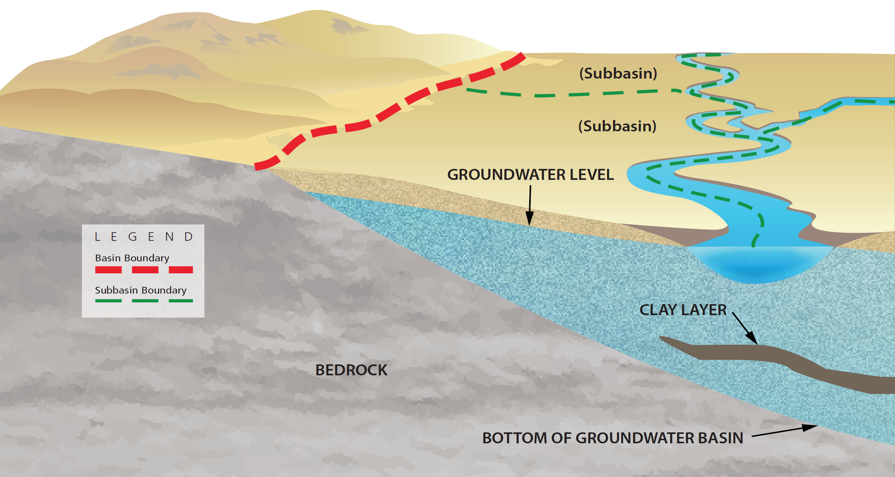 (Subbasin)
(Subbasin)
GROUNDWATER LEVEL
L E G E N D
Basin Boundary
Subbasin Boundary
CLAY LAYER
BEDROCK
BOTTOM OF GROUNDWATER BASIN